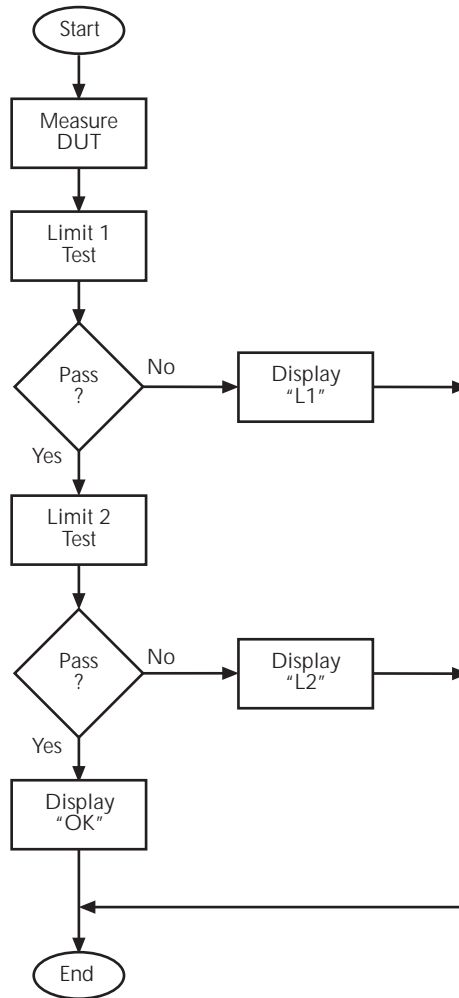 Start
Measure
DUT
Limit 1
Test
Pass
?
No
Display
“L1”
Yes
Limit 2
Test
Pass
?
No
Display
“L2”
Yes
Display
“OK”
End